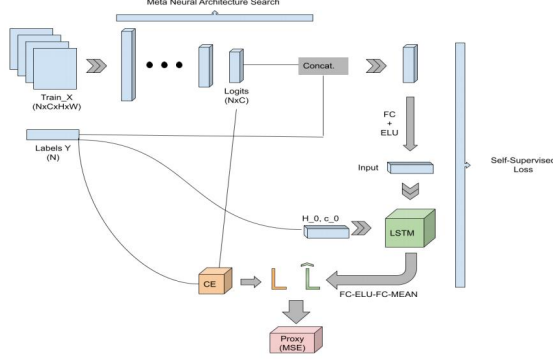 Meta Neural Architecture Search
Train_X
(NxCxHxW)
Logits
(NxC)
Concat.
Labels Y
(N)
FC
+
ELU
Input
Self-Supervised
Loss
H_0, c_0
LSTM
CE
L
L̂
FC-ELU-FC-MEAN
Proxy
(MSE)